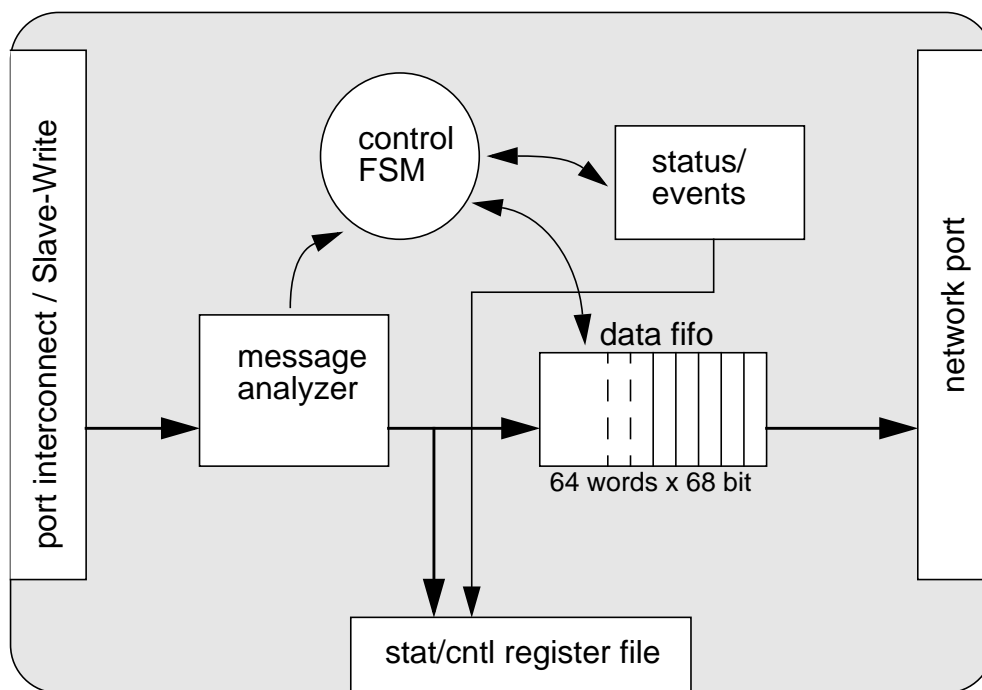 port interconnect / Slave-Write
control
FSM
status/
events
network port
message
analyzer
data fifo
64 words x 68 bit
stat/cntl register file